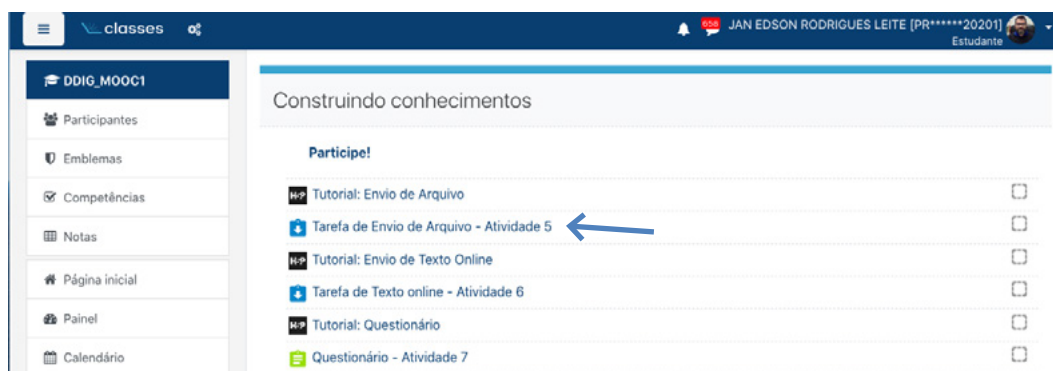 classes
658
JAN EDSON RODRIGUES LEITE [PR******20201]
Estudante
DDIG_MOOC1
Participantes
Emblemas
Competências
Notas
Página inicial
Painel
Calendário
Construindo conhecimentos
Participe!
H-P Tutorial: Envio de Arquivo
Tarefa de Envio de Arquivo - Atividade 5
H-P Tutorial: Envio de Texto Online
Tarefa de Texto online - Atividade 6
H-P Tutorial: Questionário
Questionário - Atividade 7